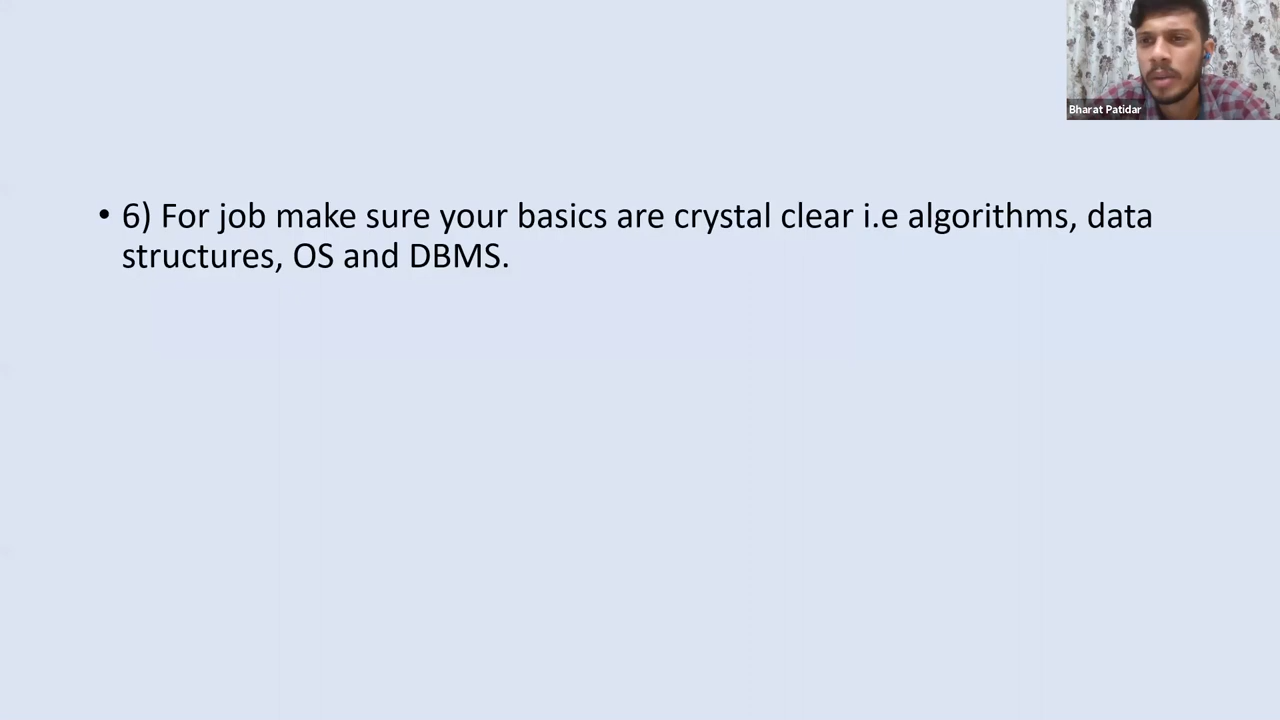 Bharat Patidar
• 6) For job make sure your basics are crystal clear i.e algorithms, data
structures, OS and DBMS.